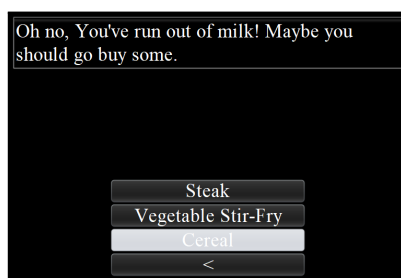 Oh no, You've run out of milk! Maybe you
should go buy some.
Steak
Vegetable Stir-Fry
Cereal
<